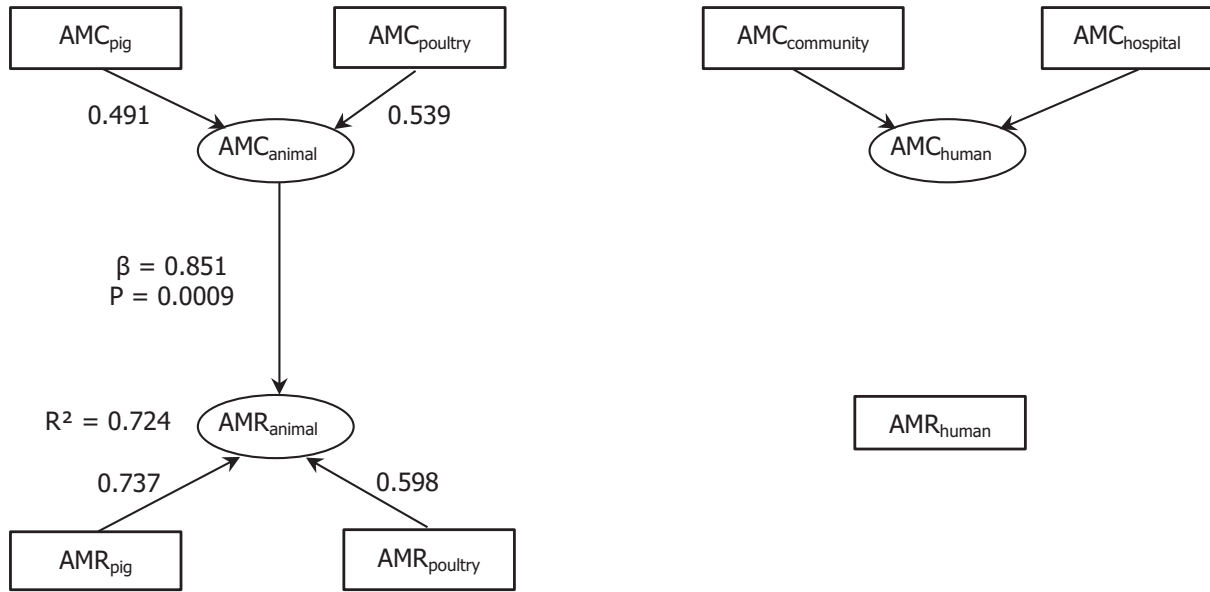 AMCpig
AMCpoultry
AMCcommunity
AMChospital
0.491
0.539
AMCanimal
AMChuman
β = 0.851
P = 0.0009
R² = 0.724
AMRanimal
AMRhuman
0.737
0.598
AMRpig
AMRpoultry